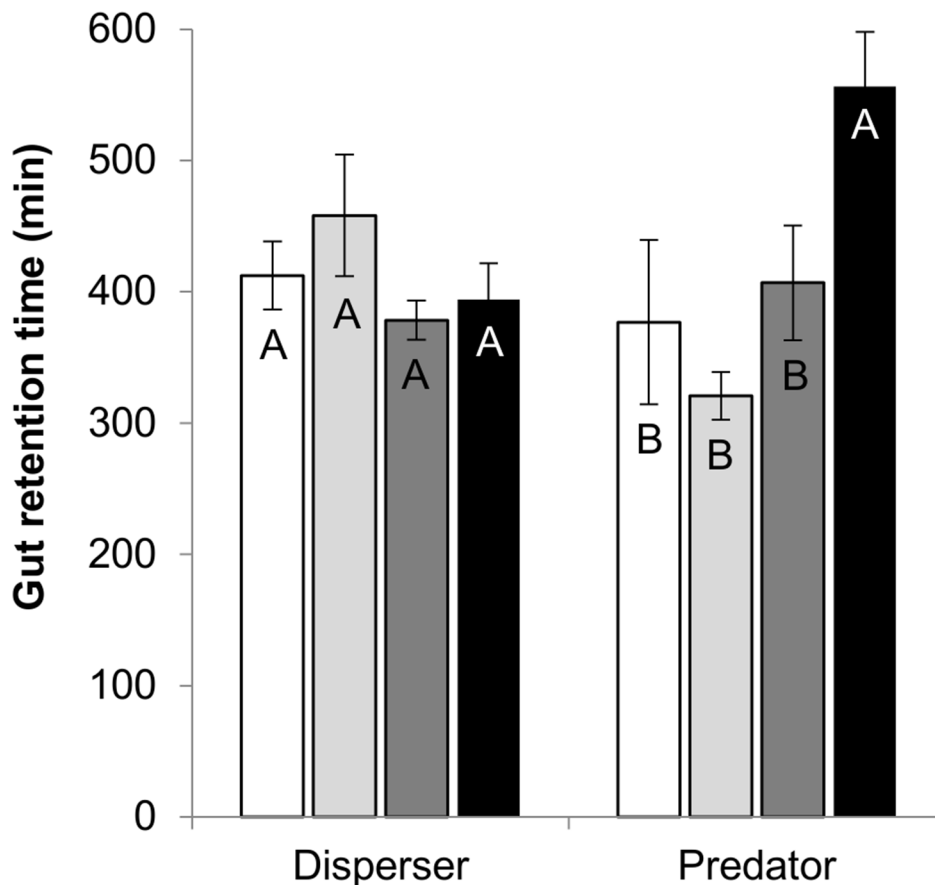 Gut retention time (min)
600
500
400
300
200
100
0
A
A
A
A
B
B
B
A
Disperser
Predator